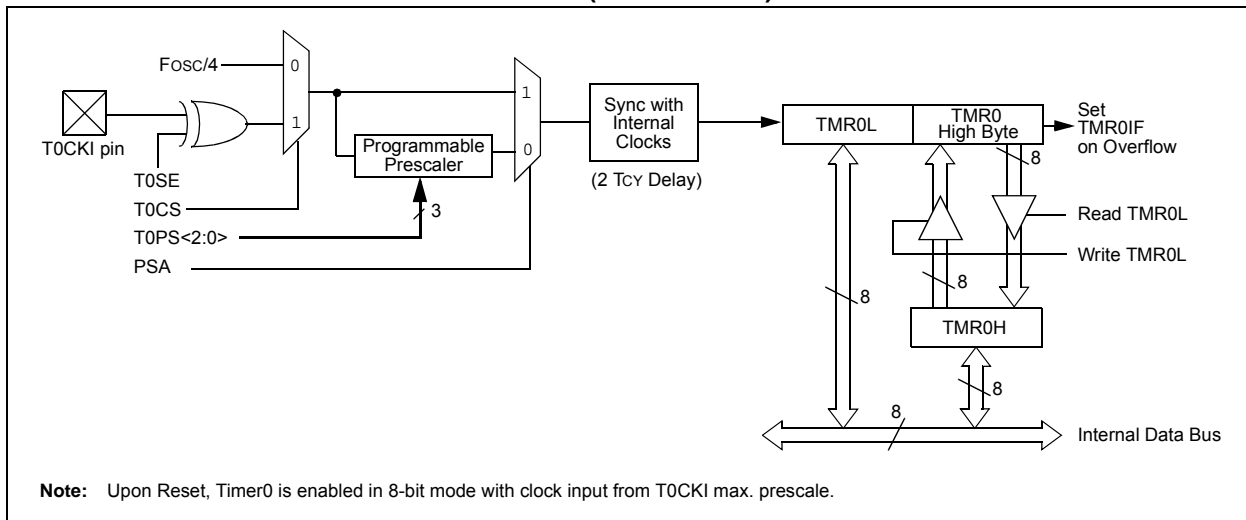 FOSC/4
0
1
T0CKI pin
T0SE
T0CS
T0PS<2:0>
PSA
Programmable
Prescaler
3
1
0
Sync with
Internal
Clocks
(2 TCY Delay)
TMR0L
TMR0
High Byte
Set
TMR0IF
on Overflow
8
Read TMR0L
Write TMR0L
8
8
TMR0H
8
8
Internal Data Bus
Note: Upon Reset, Timer0 is enabled in 8-bit mode with clock input from T0CKI max. prescale.